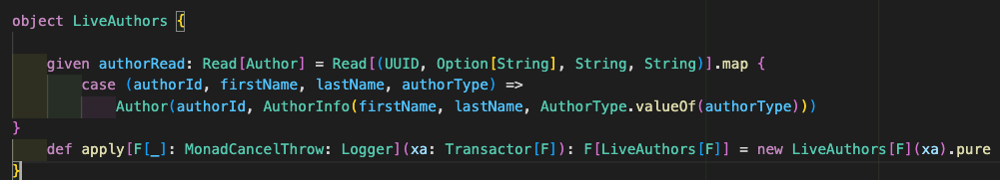 object LiveAuthors {
given authorRead: Read[Author] = Read[(UUID, Option[String], String, String)].map {
case (authorId, firstName, lastName, authorType) =>
Author(authorId, AuthorInfo(firstName, lastName, AuthorType.valueOf(authorType)))
}
def apply[F[_]: MonadCancelThrow: Logger](xa: Transactor[F]): F[LiveAuthors[F]] = new LiveAuthors[F](xa).pure
}